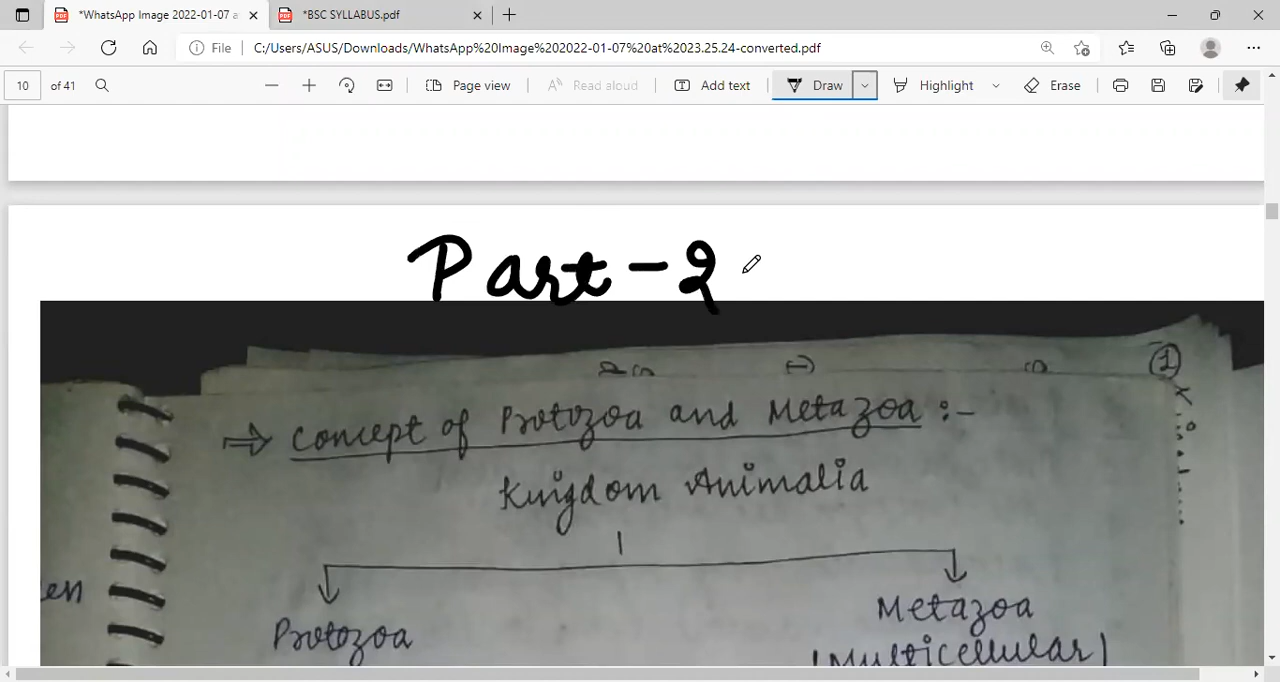 *WhatsApp Image 2022-01-07 a
*BSC SYLLABUS.pdf
File
C:/Users/ASUS/Downloads/WhatsApp%20Image%202022-01-07%20at%2023.25.24-converted.pdf
10 of 41
Page view
Read aloud
Add text
Draw
Highlight
Erase
Part-2
1
⇒ Concept of Protozoa and Metazoa :-
Kingdom Animalia
en
Protozoa
Metazoa
(Multicellular)